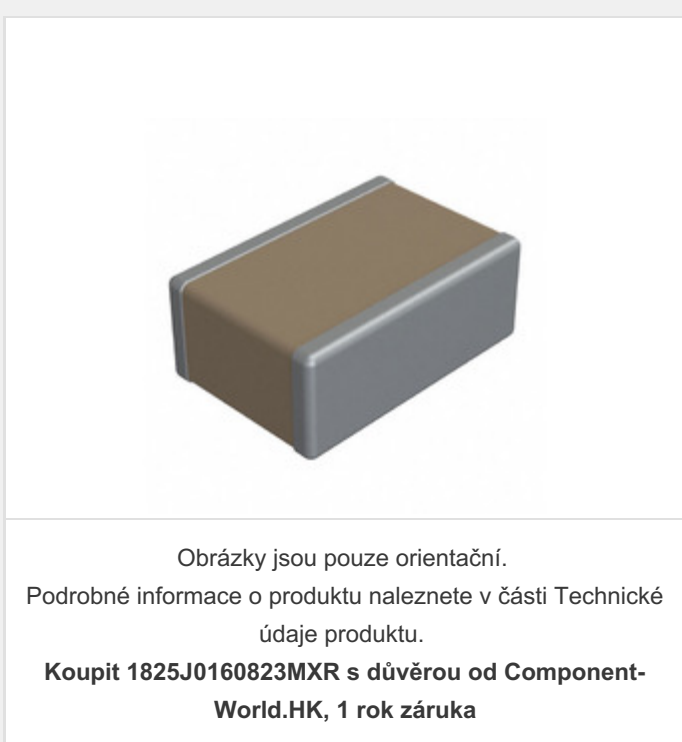 Obrázky jsou pouze orientační.
Podrobné informace o produktu naleznete v části Technické
údaje produktu.
Koupit 1825J0160823MXR s důvěrou od Component-
World.HK, 1 rok záruka